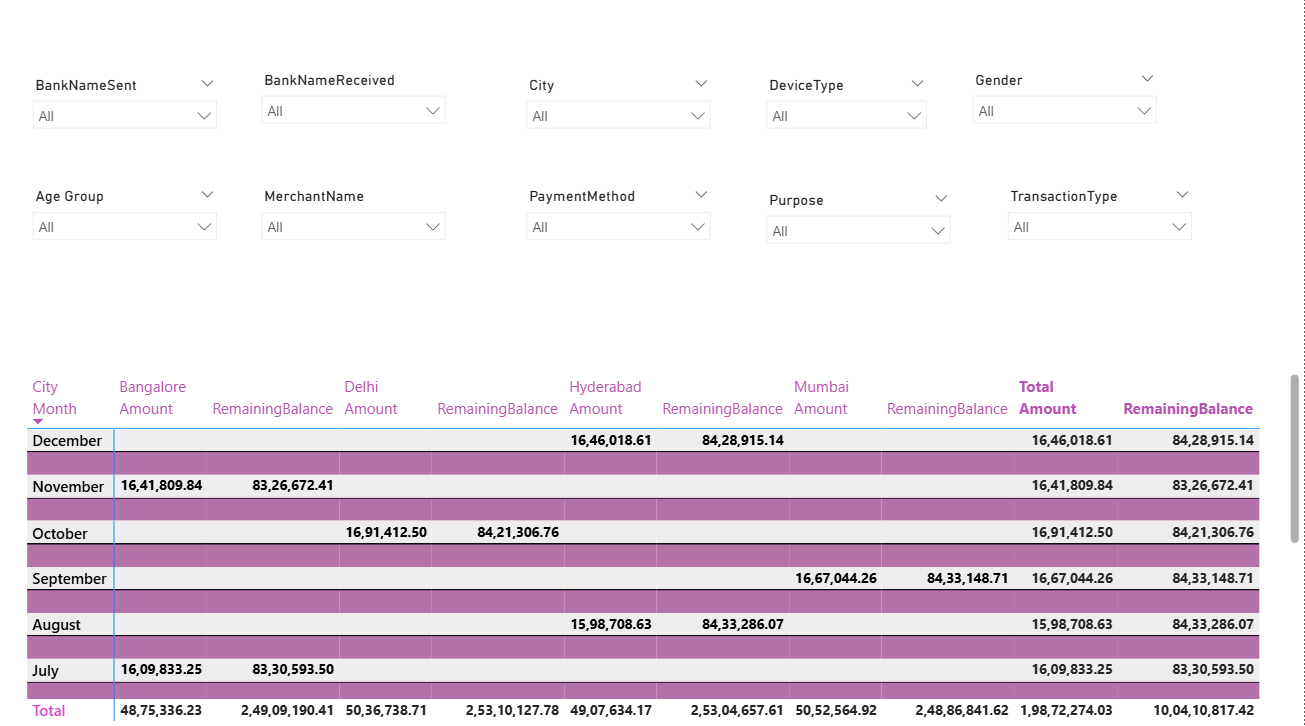 BankNameSent BankNameReceived City DeviceType Gender
All All All All All
Age Group MerchantName PaymentMethod Purpose TransactionType
All All All All All
City Bangalore Delhi Hyderabad Mumbai Total
Month Amount RemainingBalance Amount RemainingBalance Amount RemainingBalance Amount RemainingBalance Amount RemainingBalance
December 16,46,018.61 84,28,915.14 16,46,018.61 84,28,915.14
November 16,41,809.84 83,26,672.41 16,41,809.84 83,26,672.41
October 16,91,412.50 84,21,306.76 16,91,412.50 84,21,306.76
September 16,67,044.26 84,33,148.71 16,67,044.26 84,33,148.71
August 15,98,708.63 84,33,286.07 15,98,708.63 84,33,286.07
July 16,09,833.25 83,30,593.50 16,09,833.25 83,30,593.50
Total 48,75,336.23 2,49,09,190.41 50,36,738.71 2,53,10,127.78 49,07,634.17 2,53,04,657.61 50,52,564.92 2,48,86,841.62 1,98,72,274.03 10,04,10,817.42